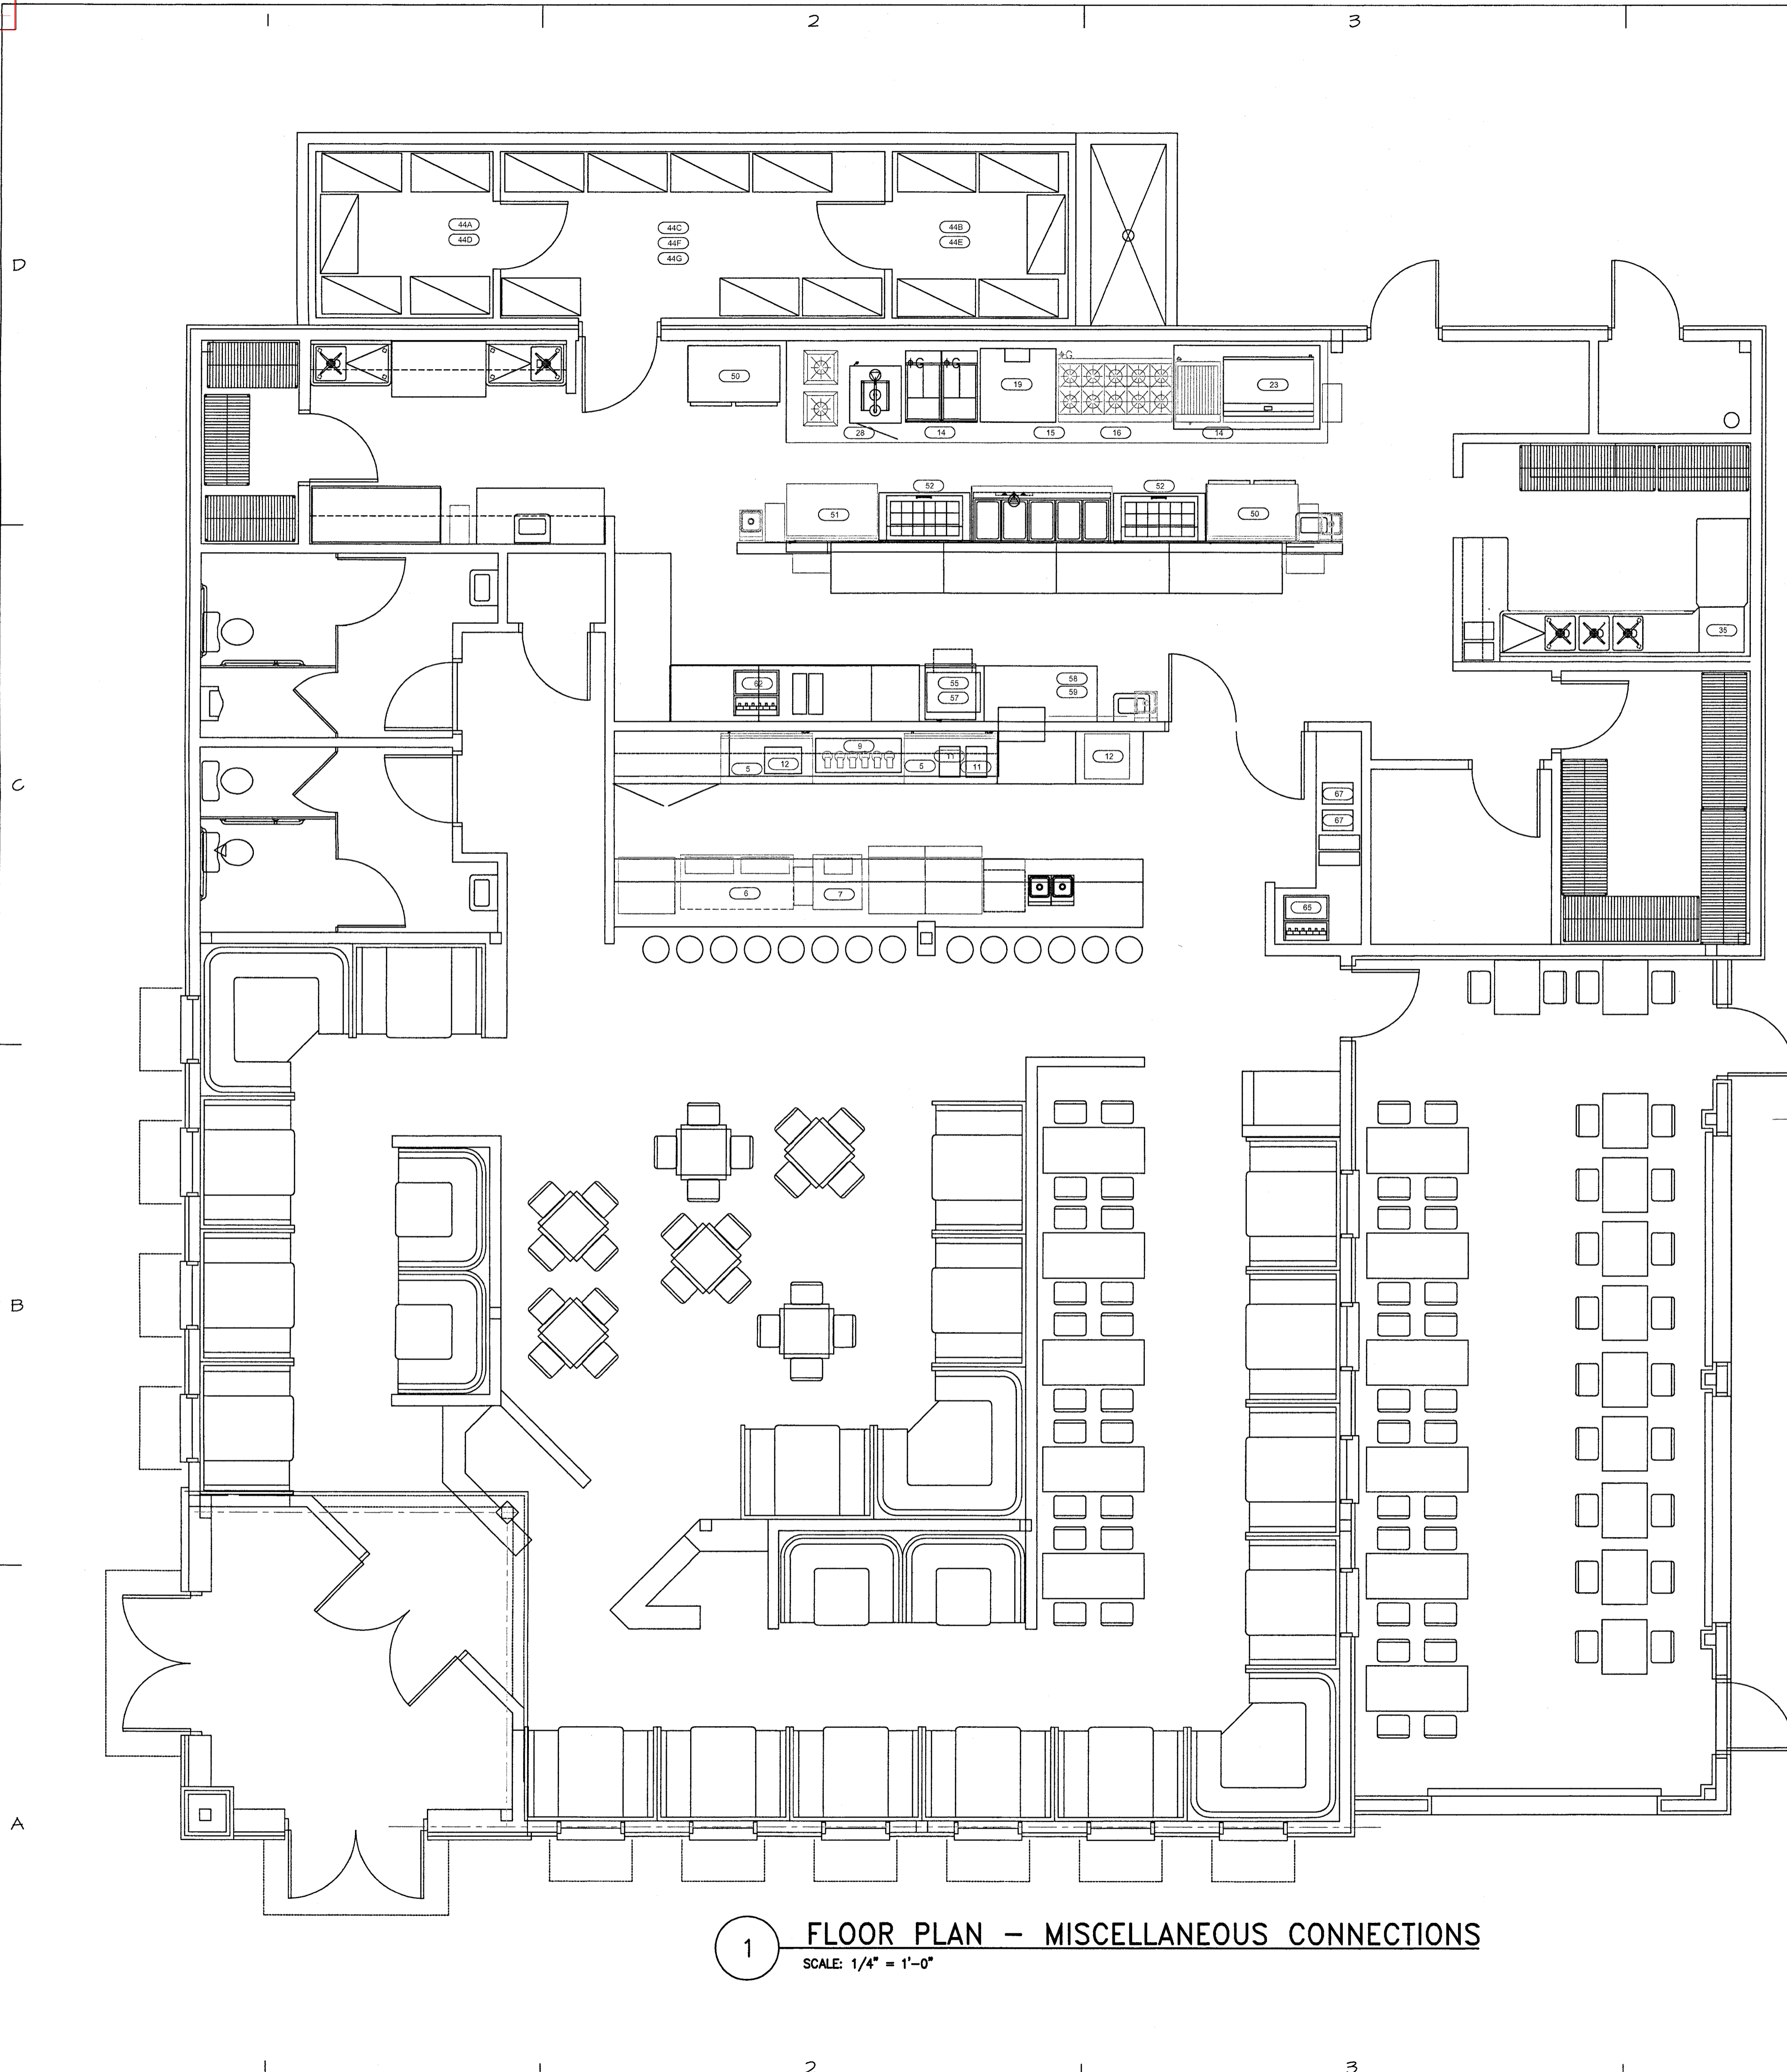 2 3
44A 44C 44B
44D 44F 44E
44G
D
50 19 G G G 23
28 14 15 16 14
52 52
51 50
35
62 55 58
57 59
9
5 12 5 11 11 12
C
67
67
6 7
65
B
A
1 FLOOR PLAN – MISCELLANEOUS CONNECTIONS
SCALE: 1/4" = 1'-0"
2 3